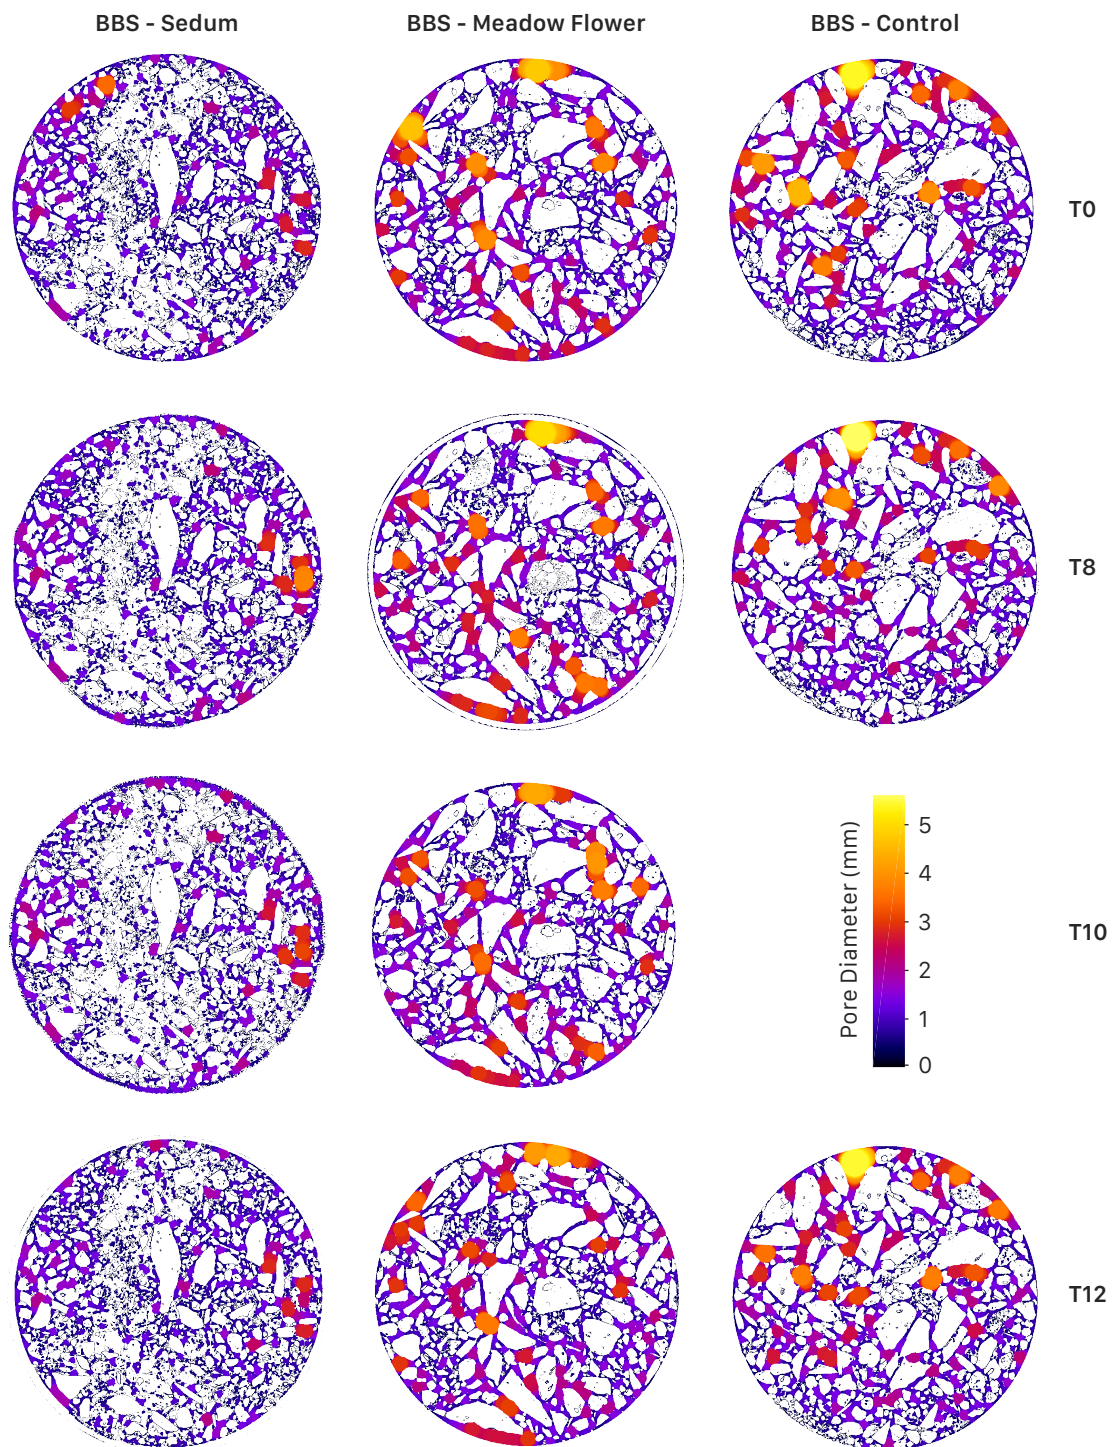 BBS - Sedum
BBS - Meadow Flower
BBS - Control
T0
T8
T10
Pore Diameter (mm)
5
4
3
2
1
0
T12